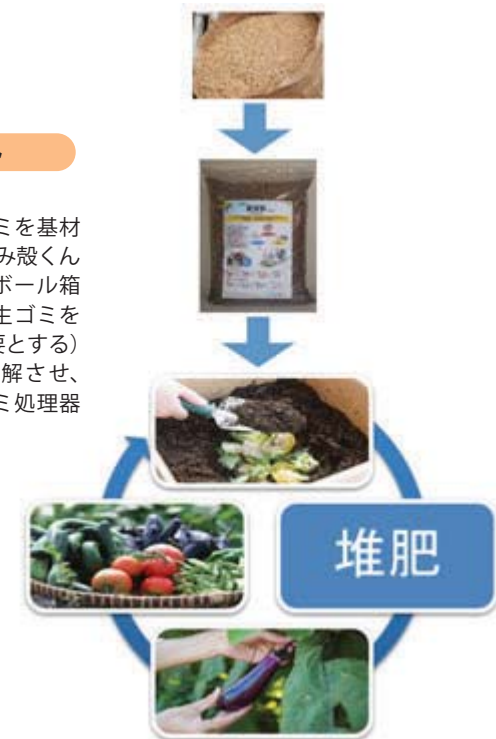 ミを基材
み殻くん
ボール箱
生ゴミを
要とする）
解させ、
ミ処理器
堆肥